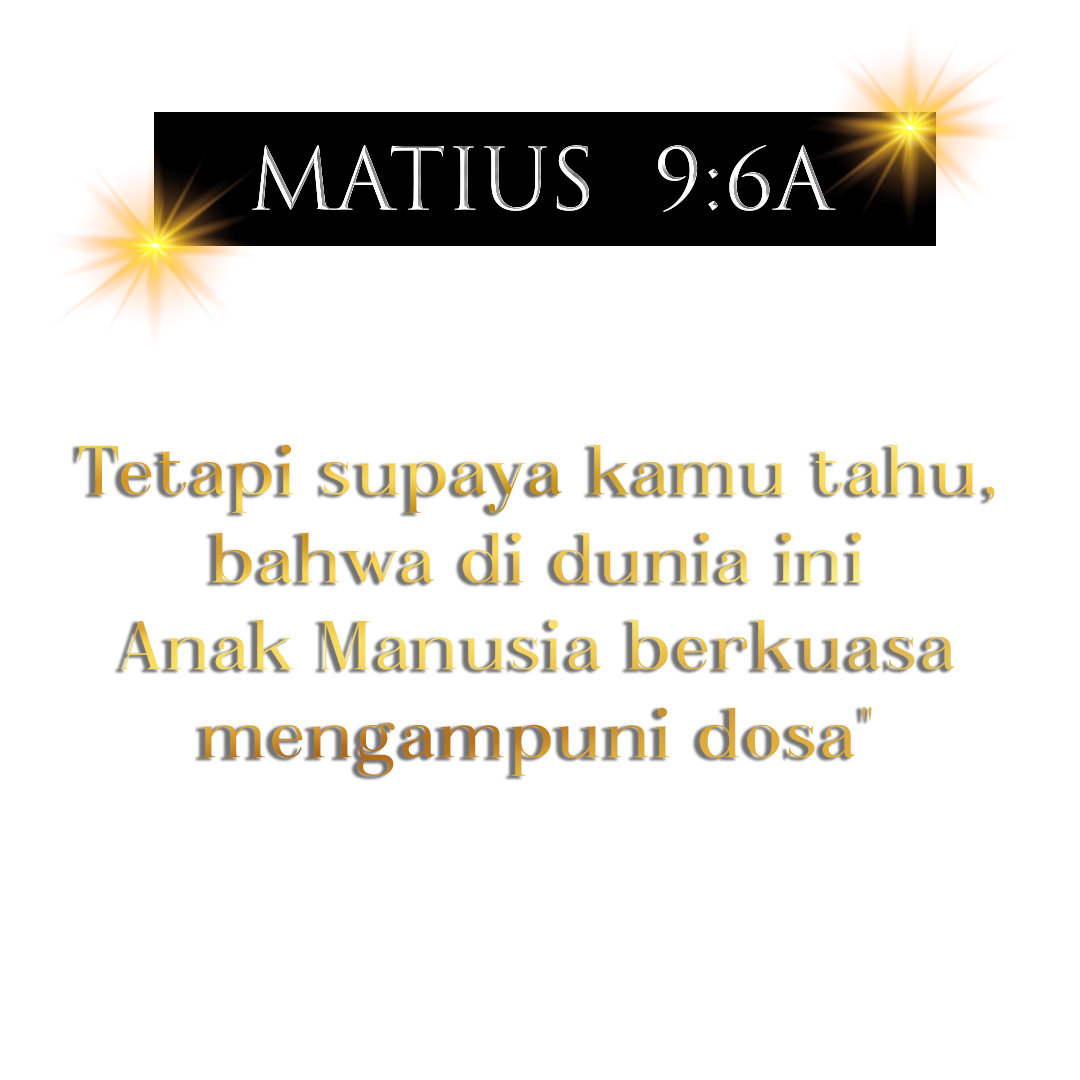 MATIUS 9:6A
Tetapi supaya kamu tahu,
bahwa di dunia ini
Anak Manusia berkuasa
mengampuni dosa"